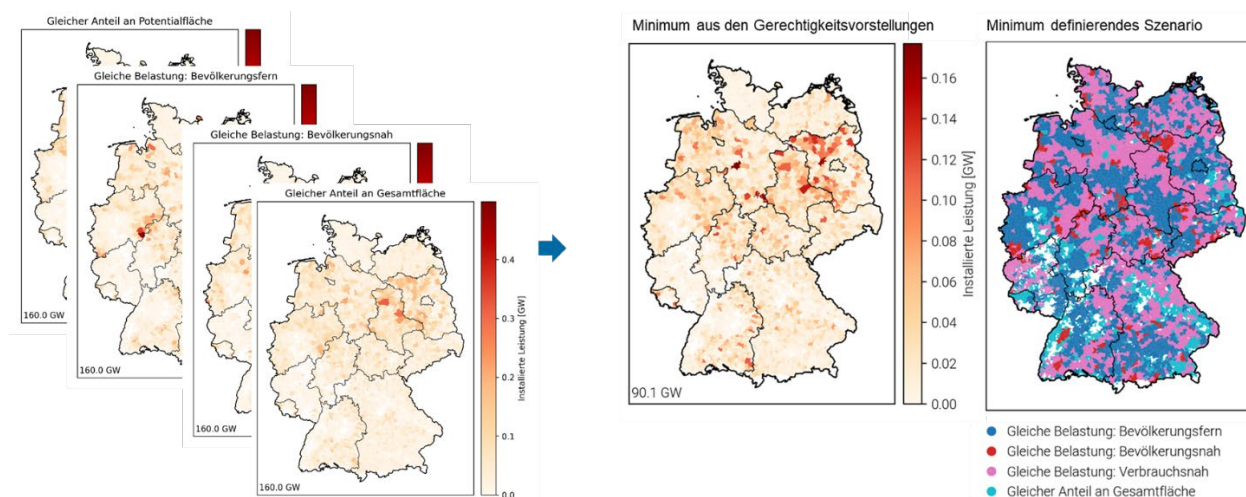 Gleicher Anteil an Potentialfläche
160.0 GW
Gleiche Belastung: Bevölkerungsfern
160.0 GW
Gleiche Belastung: Bevölkerungsnah
160.0 GW
Gleicher Anteil an Gesamtfläche
160.0 GW
0.4
0.3
0.2
0.1
0.0
Installierte Leistung [GW]
Minimum aus den Gerechtigkeitsvorstellungen
90.1 GW
0.16
0.14
0.12
0.10
0.08
0.06
0.04
0.02
0.00
Installierte Leistung [GW]
Minimum definierendes Szenario
Gleiche Belastung: Bevölkerungsfern
Gleiche Belastung: Bevölkerungsnah
Gleiche Belastung: Verbrauchsnah
Gleicher Anteil an Gesamtfläche